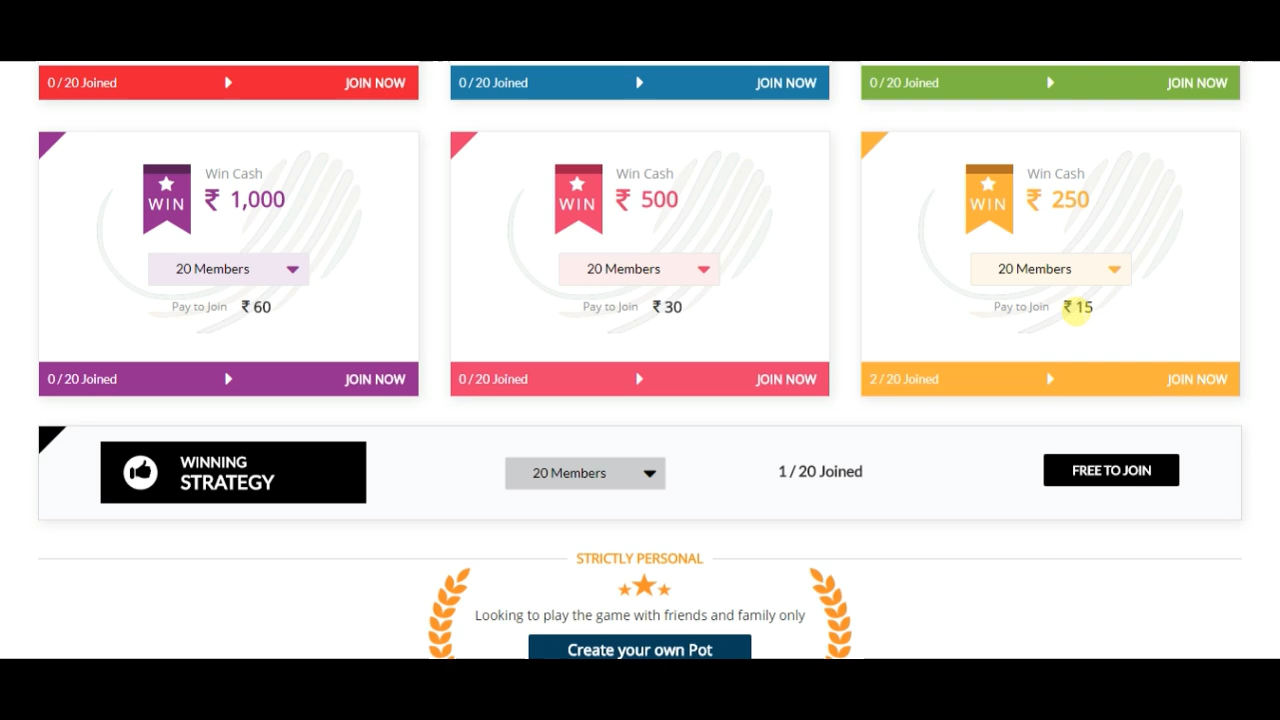 0 / 20 Joined JOIN NOW
0 / 20 Joined JOIN NOW
0 / 20 Joined JOIN NOW
WIN
Win Cash
₹ 1,000
20 Members
Pay to Join ₹ 60
0 / 20 Joined JOIN NOW
WIN
Win Cash
₹ 500
20 Members
Pay to Join ₹ 30
0 / 20 Joined JOIN NOW
WIN
Win Cash
₹ 250
20 Members
Pay to Join ₹ 15
2 / 20 Joined JOIN NOW
WINNING
STRATEGY
20 Members
1 / 20 Joined
FREE TO JOIN
STRICTLY PERSONAL
Looking to play the game with friends and family only
Create your own Pot